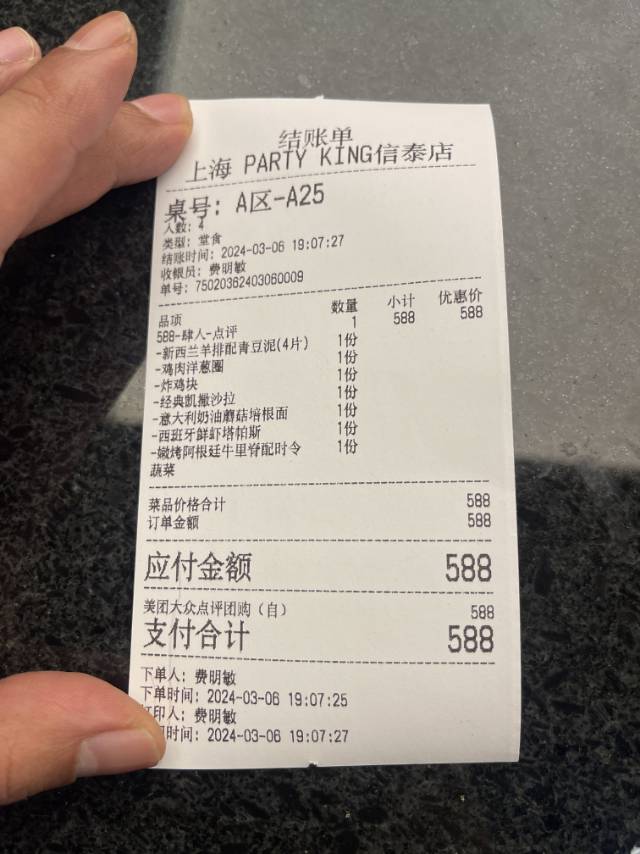 结账单
上海 PARTY KING信泰店
桌号: A区-A25
人数: 4
类型: 堂食
结账时间: 2024-03-06 19:07:27
收银员: 费明敏
单号: 75020362403060009
品项 数量 小计 优惠价
588-肆人-点评 1 588 588
-新西兰羊排配青豆泥(4片) 1份
-鸡肉洋葱圈 1份
-炸鸡块 1份
-经典凯撒沙拉 1份
-意大利奶油蘑菇培根面 1份
-西班牙鲜虾塔帕斯 1份
-嫩烤阿根廷牛里脊配时令 1份
蔬菜
菜品价格合计 588
订单金额 588
应付金额 588
美团大众点评团购（自） 588
支付合计 588
下单人: 费明敏
下单时间: 2024-03-06 19:07:25
打印人: 费明敏
时间: 2024-03-06 19:07:27